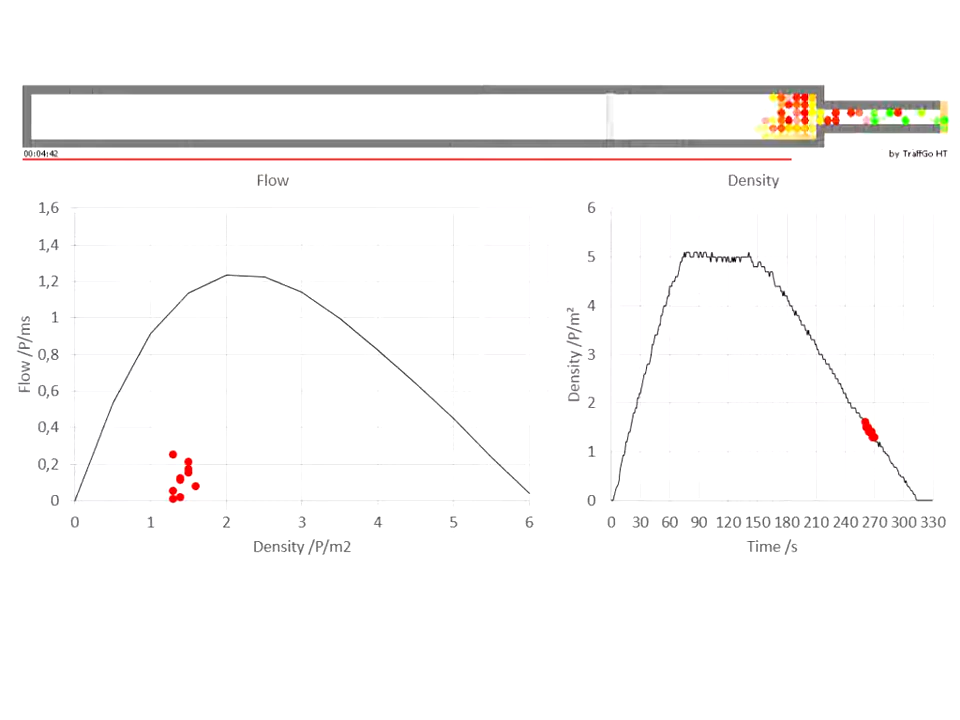 00:04:42
by TraffGo HT
Flow
Density
1,6
1,4
1,2
1
0,8
0,6
0,4
0,2
0
Flow /P/ms
0 1 2 3 4 5 6
Density /P/m2
6
5
4
3
2
1
0
Density /P/m²
0 30 60 90 120 150 180 210 240 270 300 330
Time /s